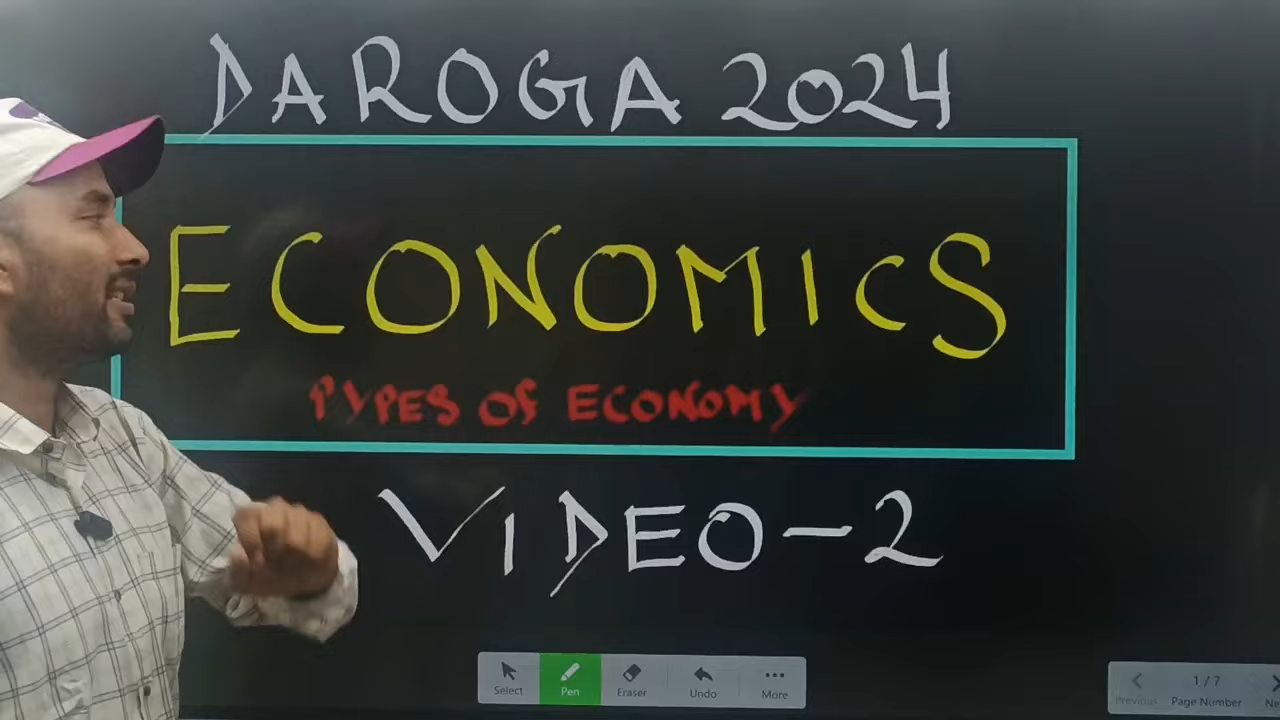 DAROGA 2024
ECONOMICS
TYPES OF ECONOMY
VIDEO-2
Select Pen Eraser Undo More
1/7
Previous Page Number